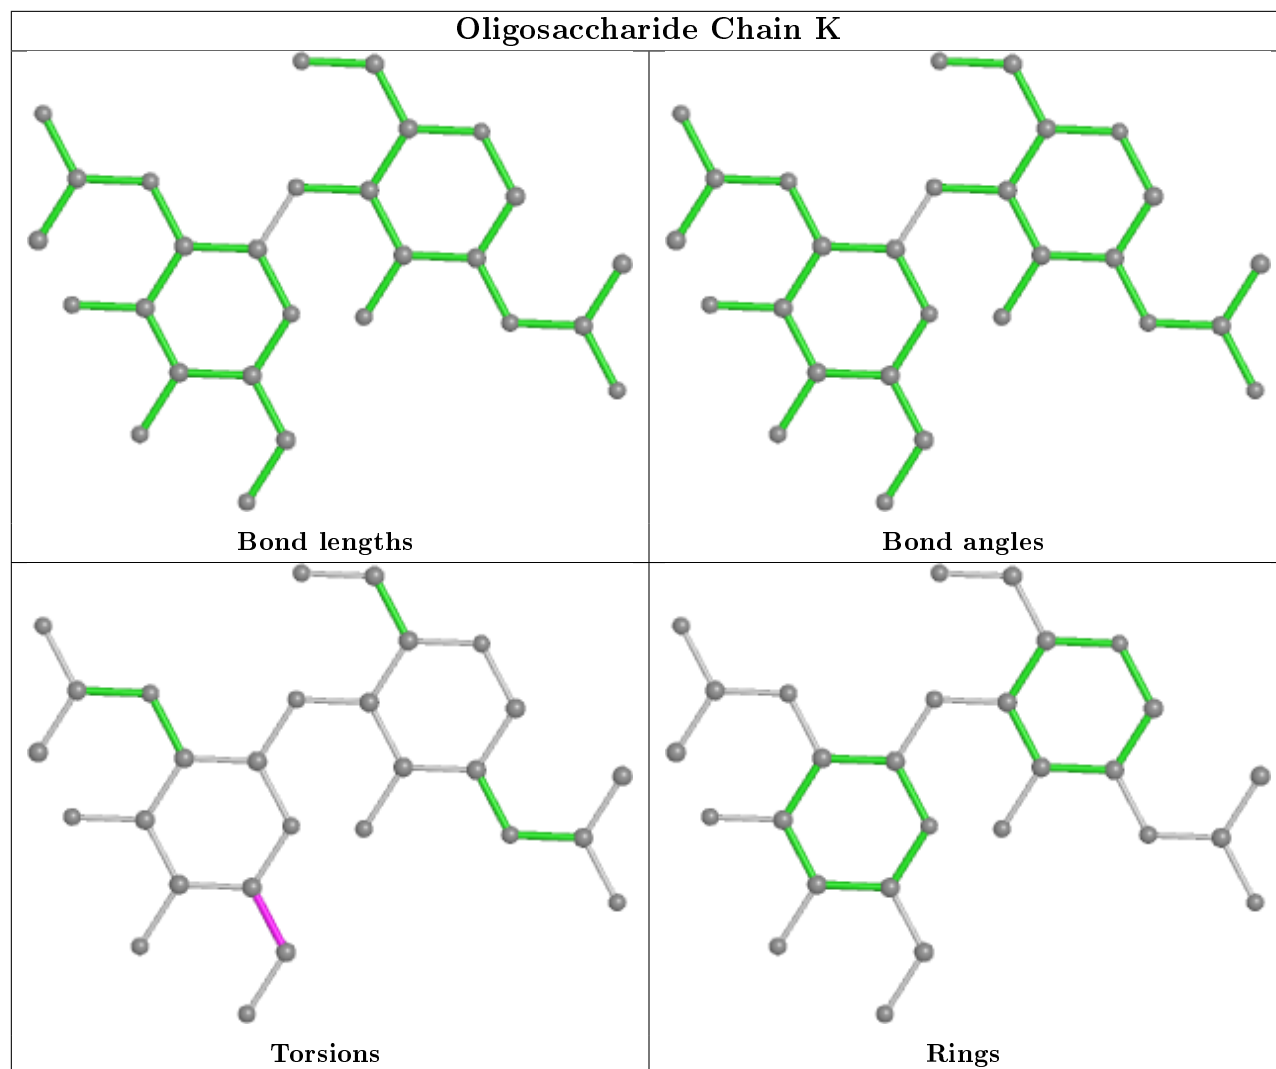 Oligosaccharide Chain K
Bond lengths
Bond angles
Torsions
Rings